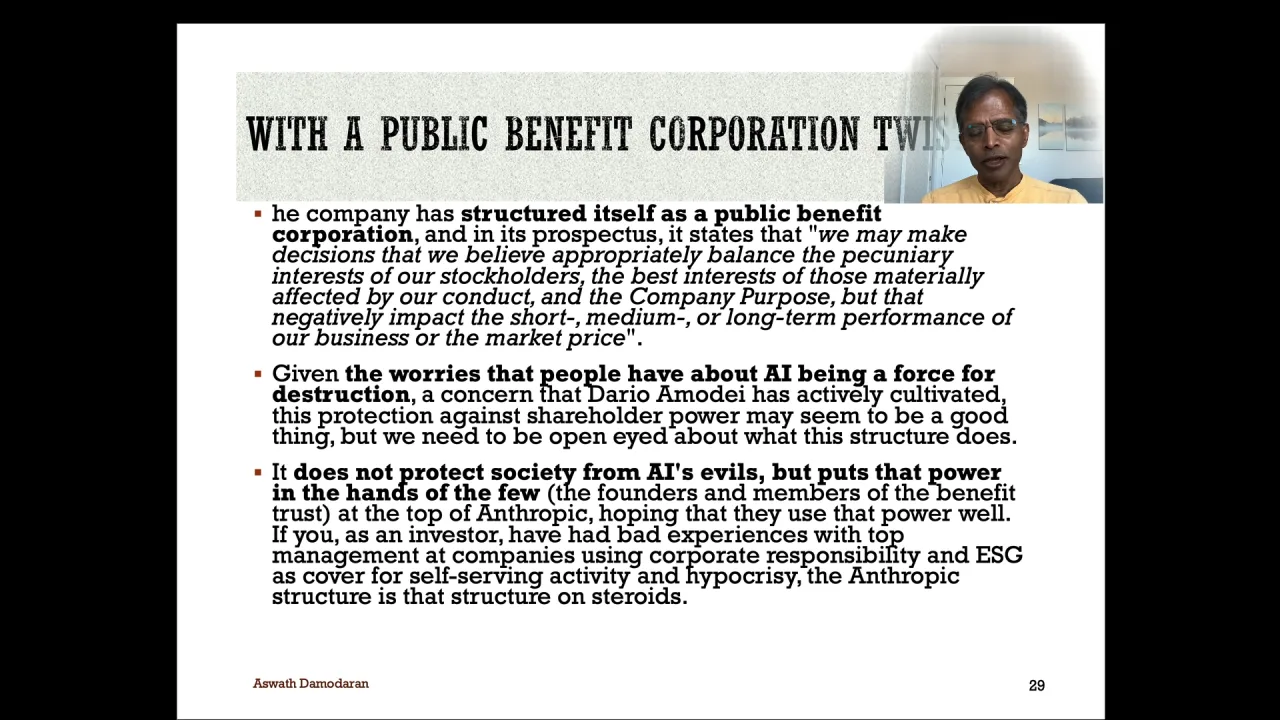 WITH A PUBLIC BENEFIT CORPORATION TWIS
▪ he company has structured itself as a public benefit
corporation, and in its prospectus, it states that "we may make
decisions that we believe appropriately balance the pecuniary
interests of our stockholders, the best interests of those materially
affected by our conduct, and the Company Purpose, but that
negatively impact the short-, medium-, or long-term performance of
our business or the market price".
▪ Given the worries that people have about AI being a force for
destruction, a concern that Dario Amodei has actively cultivated,
this protection against shareholder power may seem to be a good
thing, but we need to be open eyed about what this structure does.
▪ It does not protect society from AI's evils, but puts that power
in the hands of the few (the founders and members of the benefit
trust) at the top of Anthropic, hoping that they use that power well.
If you, as an investor, have had bad experiences with top
management at companies using corporate responsibility and ESG
as cover for self-serving activity and hypocrisy, the Anthropic
structure is that structure on steroids.
Aswath Damodaran
29